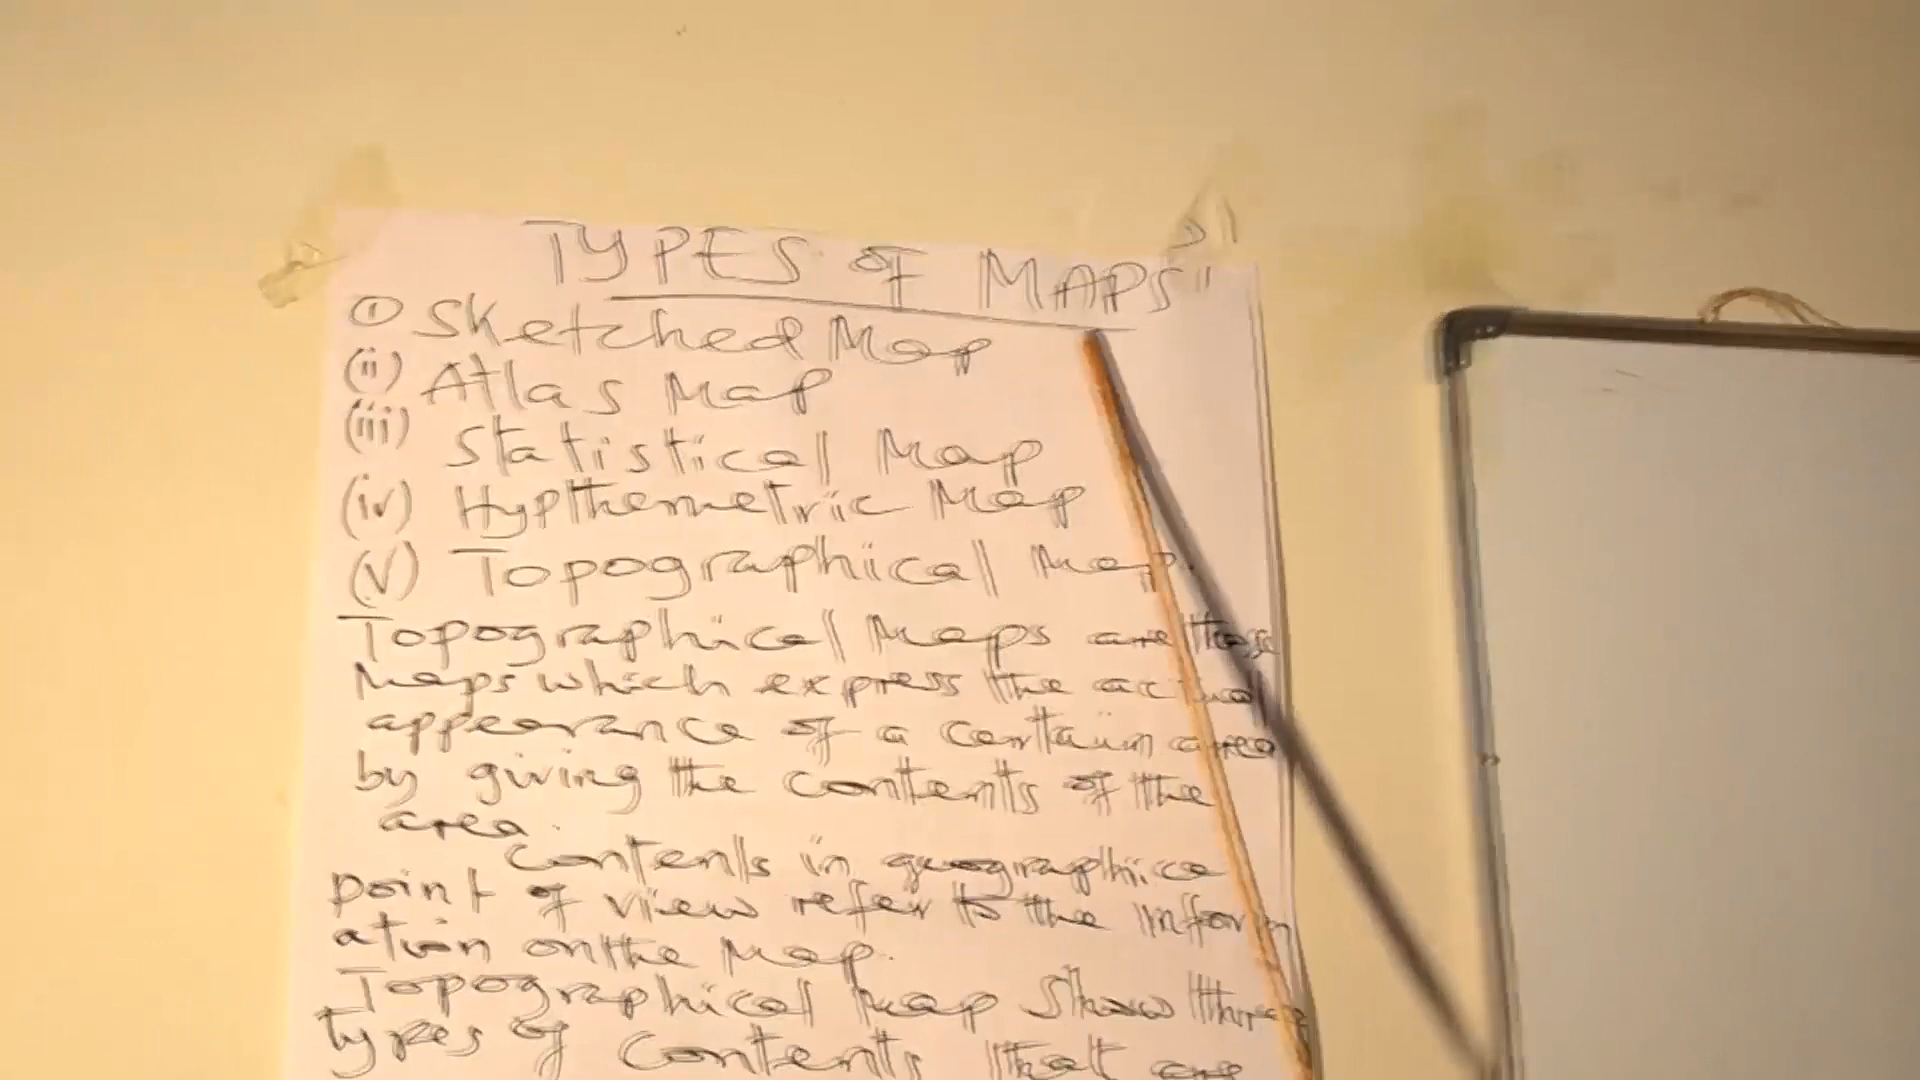 TYPES OF MAPS"
(i) Sketched Map
(ii) Atlas Map
(iii) Statistical Map
(iv) Hypthemetric Map
(v) Topographical Map.
Topographical Maps are those
Maps which express the actual
appearance of a certain area
by giving the contents of the
area.
Contents in geographica
point of view refer to the inform
ation on the Map.
Topographical Map Show three
types of Contents that are